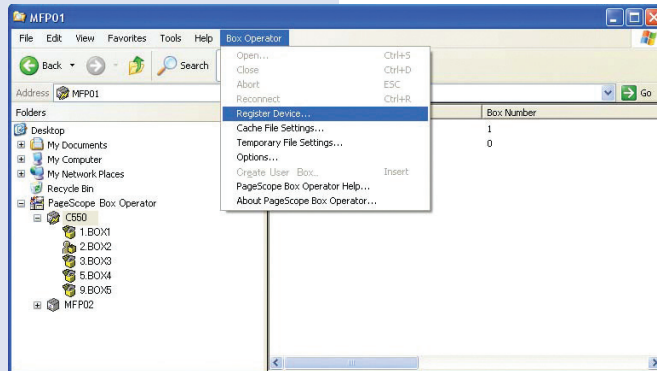 MFP01
File Edit View Favorites Tools Help Box Operator
Back Search
Address MFP01 Go
Open... Ctrl+S
Close Ctrl+D
Abort ESC
Reconnect Ctrl+R
Register Device...
Cache File Settings...
Temporary File Settings...
Options...
Create User Box... Insert
PageScope Box Operator Help...
About PageScope Box Operator...
Folders
Desktop
My Documents
My Computer
My Network Places
Recycle Bin
PageScope Box Operator
C550
1.BOX1
2.BOX2
3.BOX3
5.BOX4
9.BOX5
MFP02
Box Number
1
0